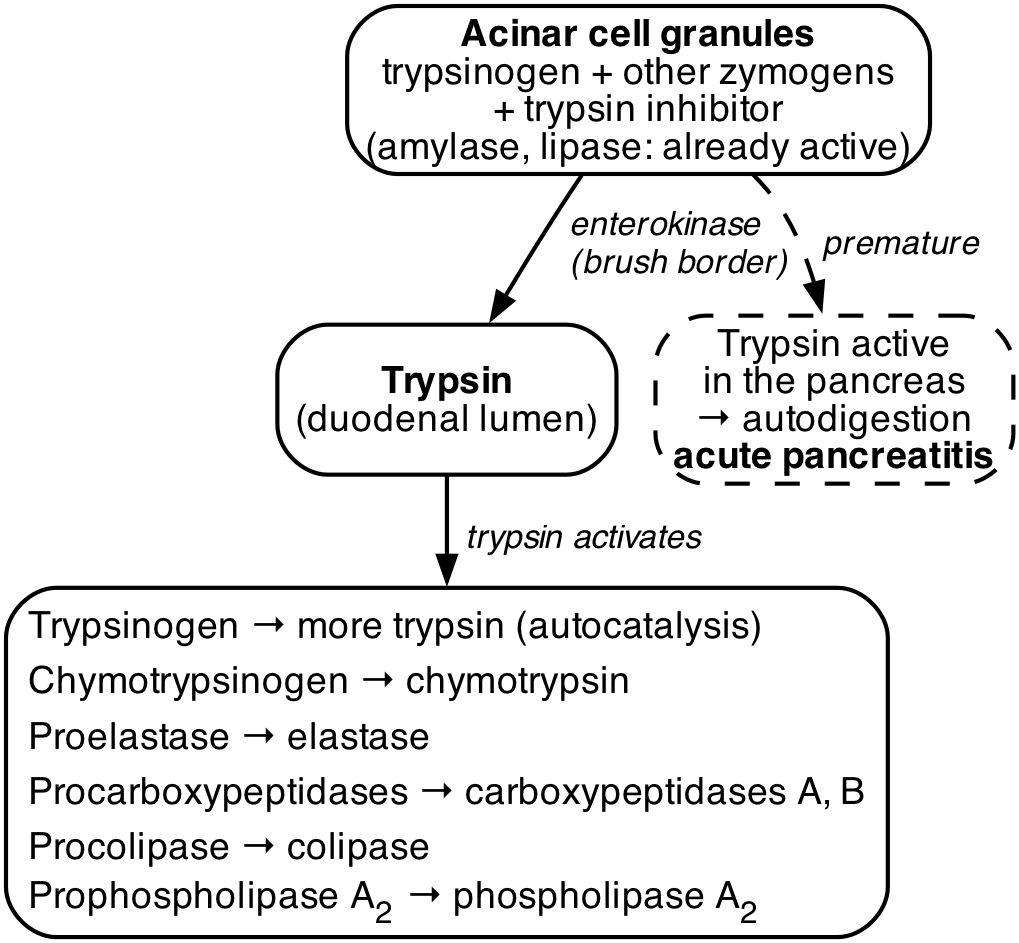 Acinar cell granules
trypsinogen + other zymogens
+ trypsin inhibitor
(amylase, lipase: already active)
enterokinase
(brush border)
premature
Trypsin
(duodenal lumen)
Trypsin active
in the pancreas
→ autodigestion
acute pancreatitis
trypsin activates
Trypsinogen → more trypsin (autocatalysis)
Chymotrypsinogen → chymotrypsin
Proelastase → elastase
Procarboxypeptidases → carboxypeptidases A, B
Procolipase → colipase
Prophospholipase A₂ → phospholipase A₂